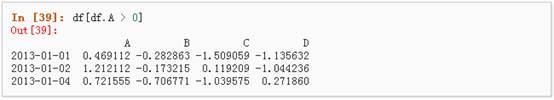 In [39]: df[df.A > 0]
Out[39]:
A B C D
2013-01-01 0.469112 -0.282863 -1.509059 -1.135632
2013-01-02 1.212112 -0.173215 0.119209 -1.044236
2013-01-04 0.721555 -0.706771 -1.039575 0.271860